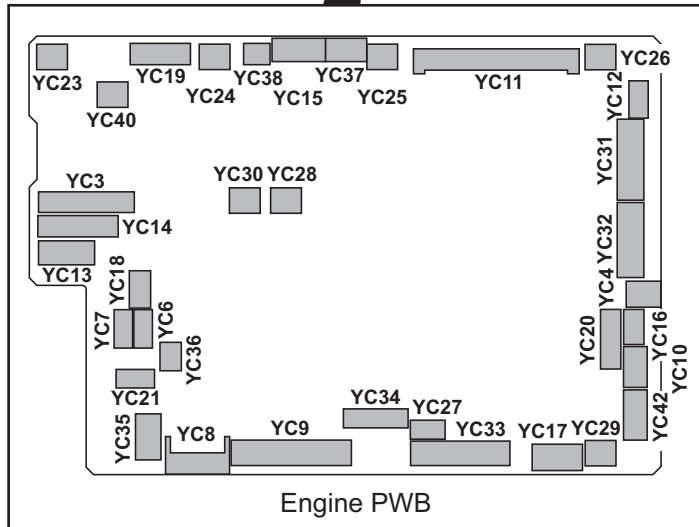 YC23
YC19
YC24
YC38
YC15
YC37
YC25
YC11
YC26
YC40
YC12
YC31
YC3
YC30
YC28
YC14
YC13
YC32
YC18
YC4
YC7
YC6
YC20
YC16
YC36
YC10
YC21
YC35
YC34
YC27
YC42
YC8
YC9
YC33
YC17
YC29
Engine PWB